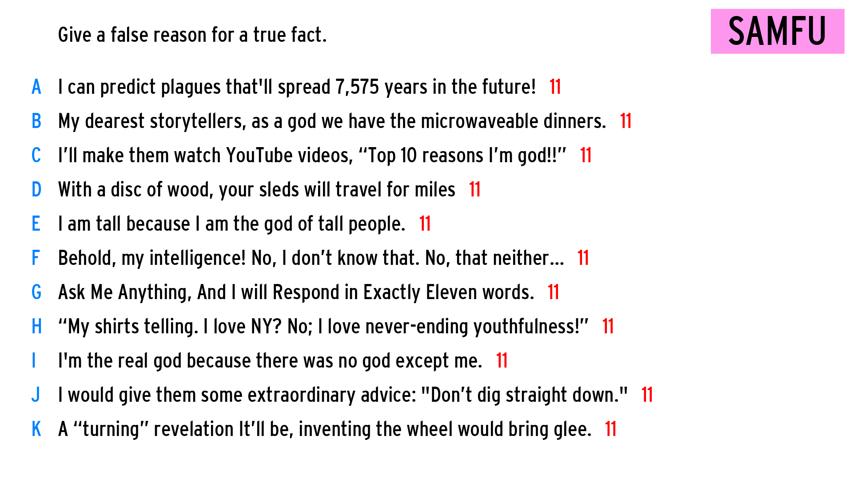 Give a false reason for a true fact.
SAMFU
A I can predict plagues that'll spread 7,575 years in the future! 11
B My dearest storytellers, as a god we have the microwaveable dinners. 11
C I’ll make them watch YouTube videos, “Top 10 reasons I’m god!!” 11
D With a disc of wood, your sleds will travel for miles 11
E I am tall because I am the god of tall people. 11
F Behold, my intelligence! No, I don’t know that. No, that neither... 11
G Ask Me Anything, And I will Respond in Exactly Eleven words. 11
H “My shirts telling. I love NY? No; I love never-ending youthfulness!” 11
I I'm the real god because there was no god except me. 11
J I would give them some extraordinary advice: "Don’t dig straight down." 11
K A “turning” revelation It’ll be, inventing the wheel would bring glee. 11